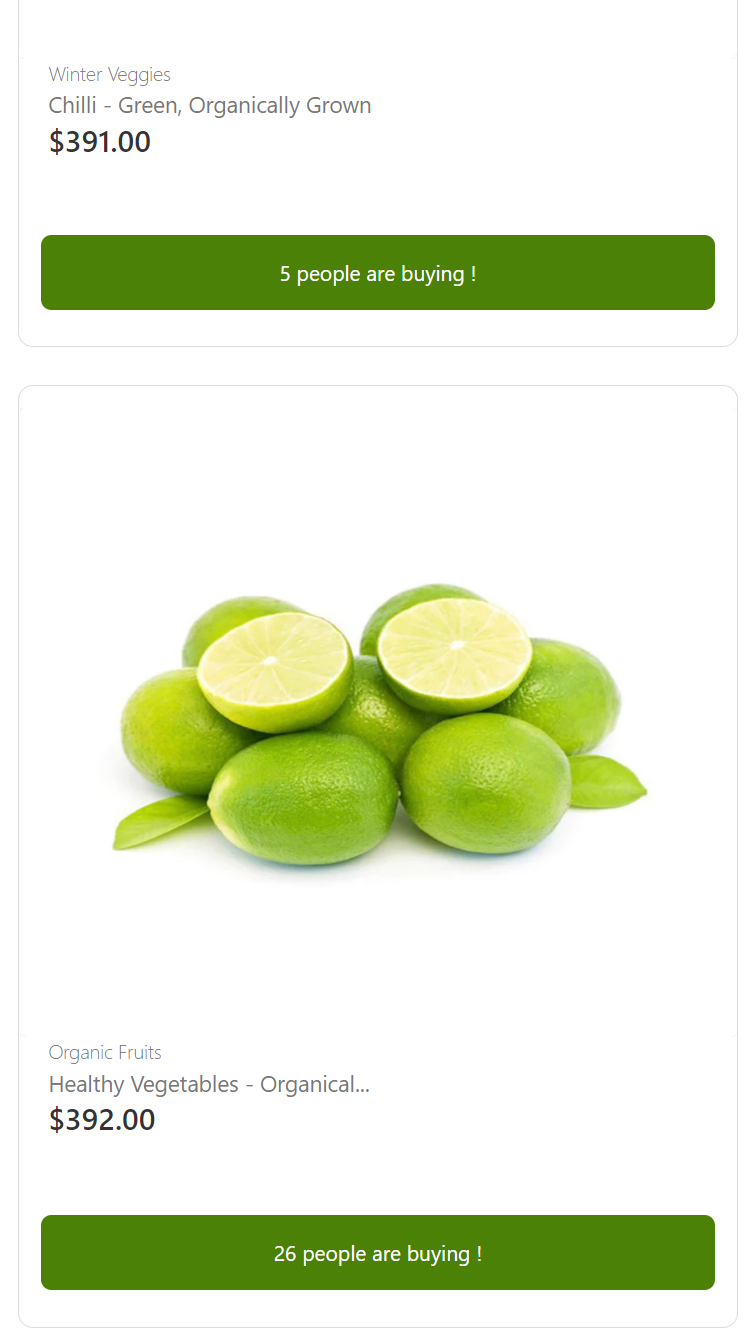 Winter Veggies
Chilli - Green, Organically Grown
$391.00
5 people are buying !
Organic Fruits
Healthy Vegetables - Organical...
$392.00
26 people are buying !